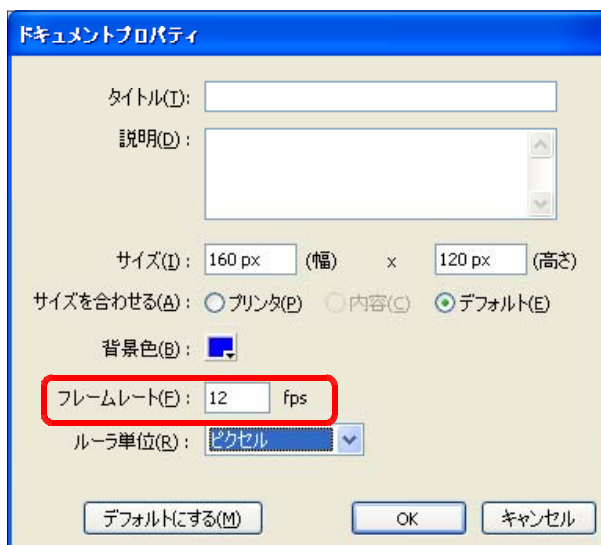 ドキュメントプロパティ
タイトル(T):
説明(D):
サイズ(I): 160 px (幅) x 120 px (高さ)
サイズを合わせる(A): プリンタ(P) 内容(C) デフォルト(E)
背景色(B):
フレームレート(F): 12 fps
ルーラ単位(R): ピクセル
デフォルトにする(M) OK キャンセル